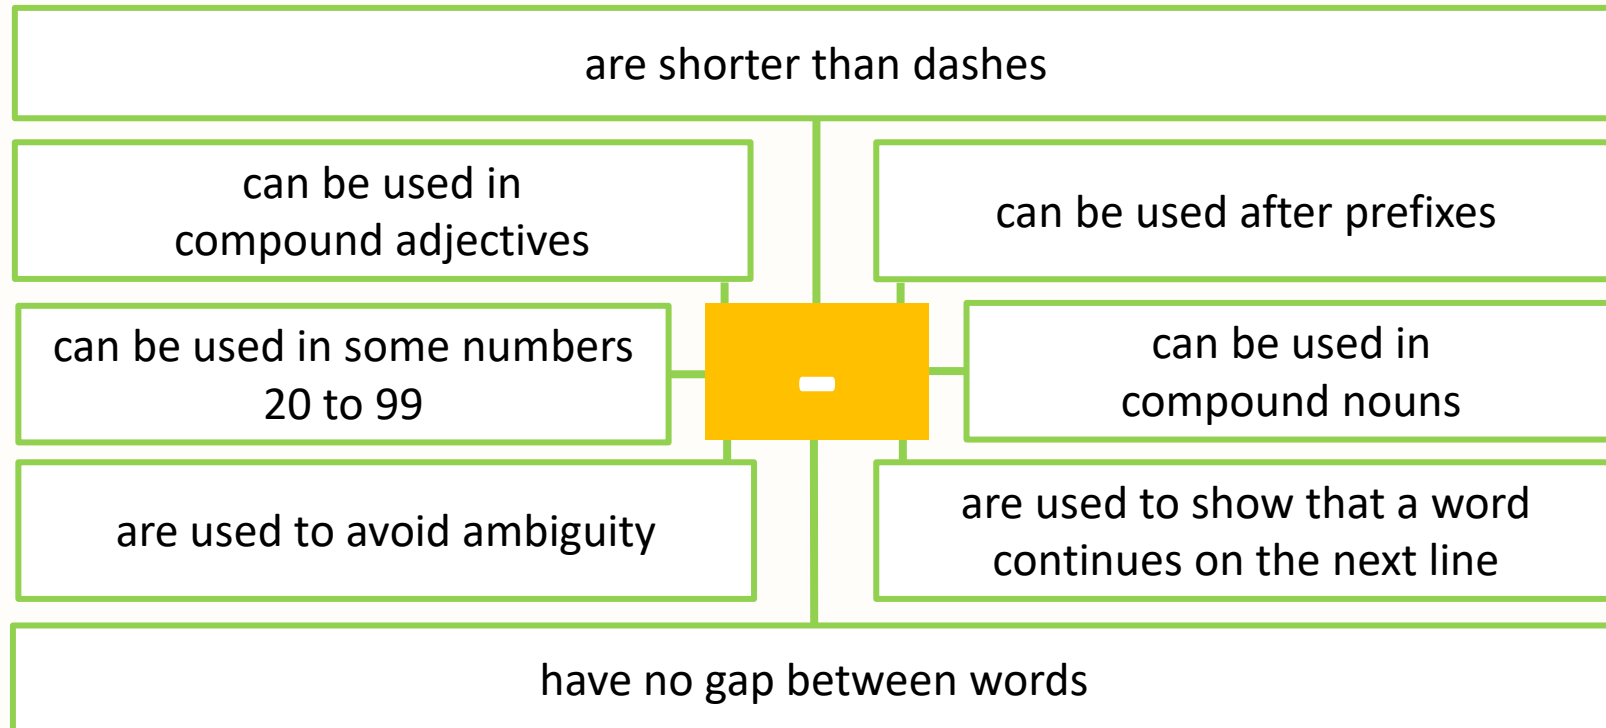 are shorter than dashes
can be used in
compound adjectives
can be used after prefixes
can be used in some numbers
20 to 99
-
can be used in
compound nouns
are used to avoid ambiguity
are used to show that a word
continues on the next line
have no gap between words